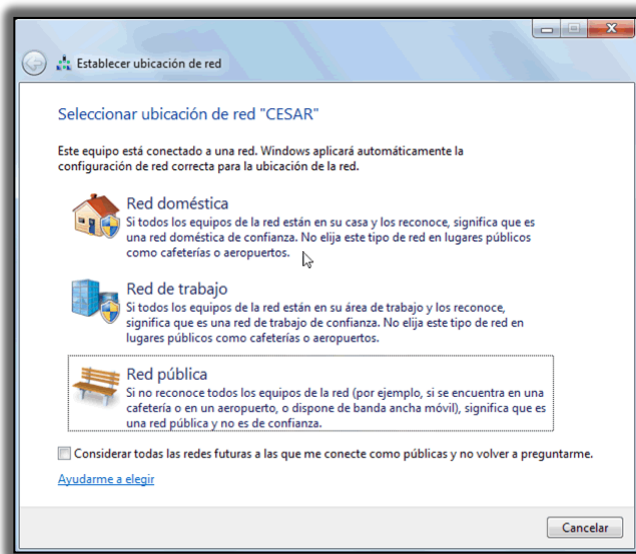 Establecer ubicación de red
Seleccionar ubicación de red "CESAR"
Este equipo está conectado a una red. Windows aplicará automáticamente la
configuración de red correcta para la ubicación de la red.
Red doméstica
Si todos los equipos de la red están en su casa y los reconoce, significa que es
una red doméstica de confianza. No elija este tipo de red en lugares públicos
como cafeterías o aeropuertos.
Red de trabajo
Si todos los equipos de la red están en su área de trabajo y los reconoce,
significa que es una red de trabajo de confianza. No elija este tipo de red en
lugares públicos como cafeterías o aeropuertos.
Red pública
Si no reconoce todos los equipos de la red (por ejemplo, si se encuentra en una
cafetería o en un aeropuerto, o dispone de banda ancha móvil), significa que es
una red pública y no es de confianza.
Considerar todas las redes futuras a las que me conecte como públicas y no volver a preguntarme.
Ayudarme a elegir
Cancelar